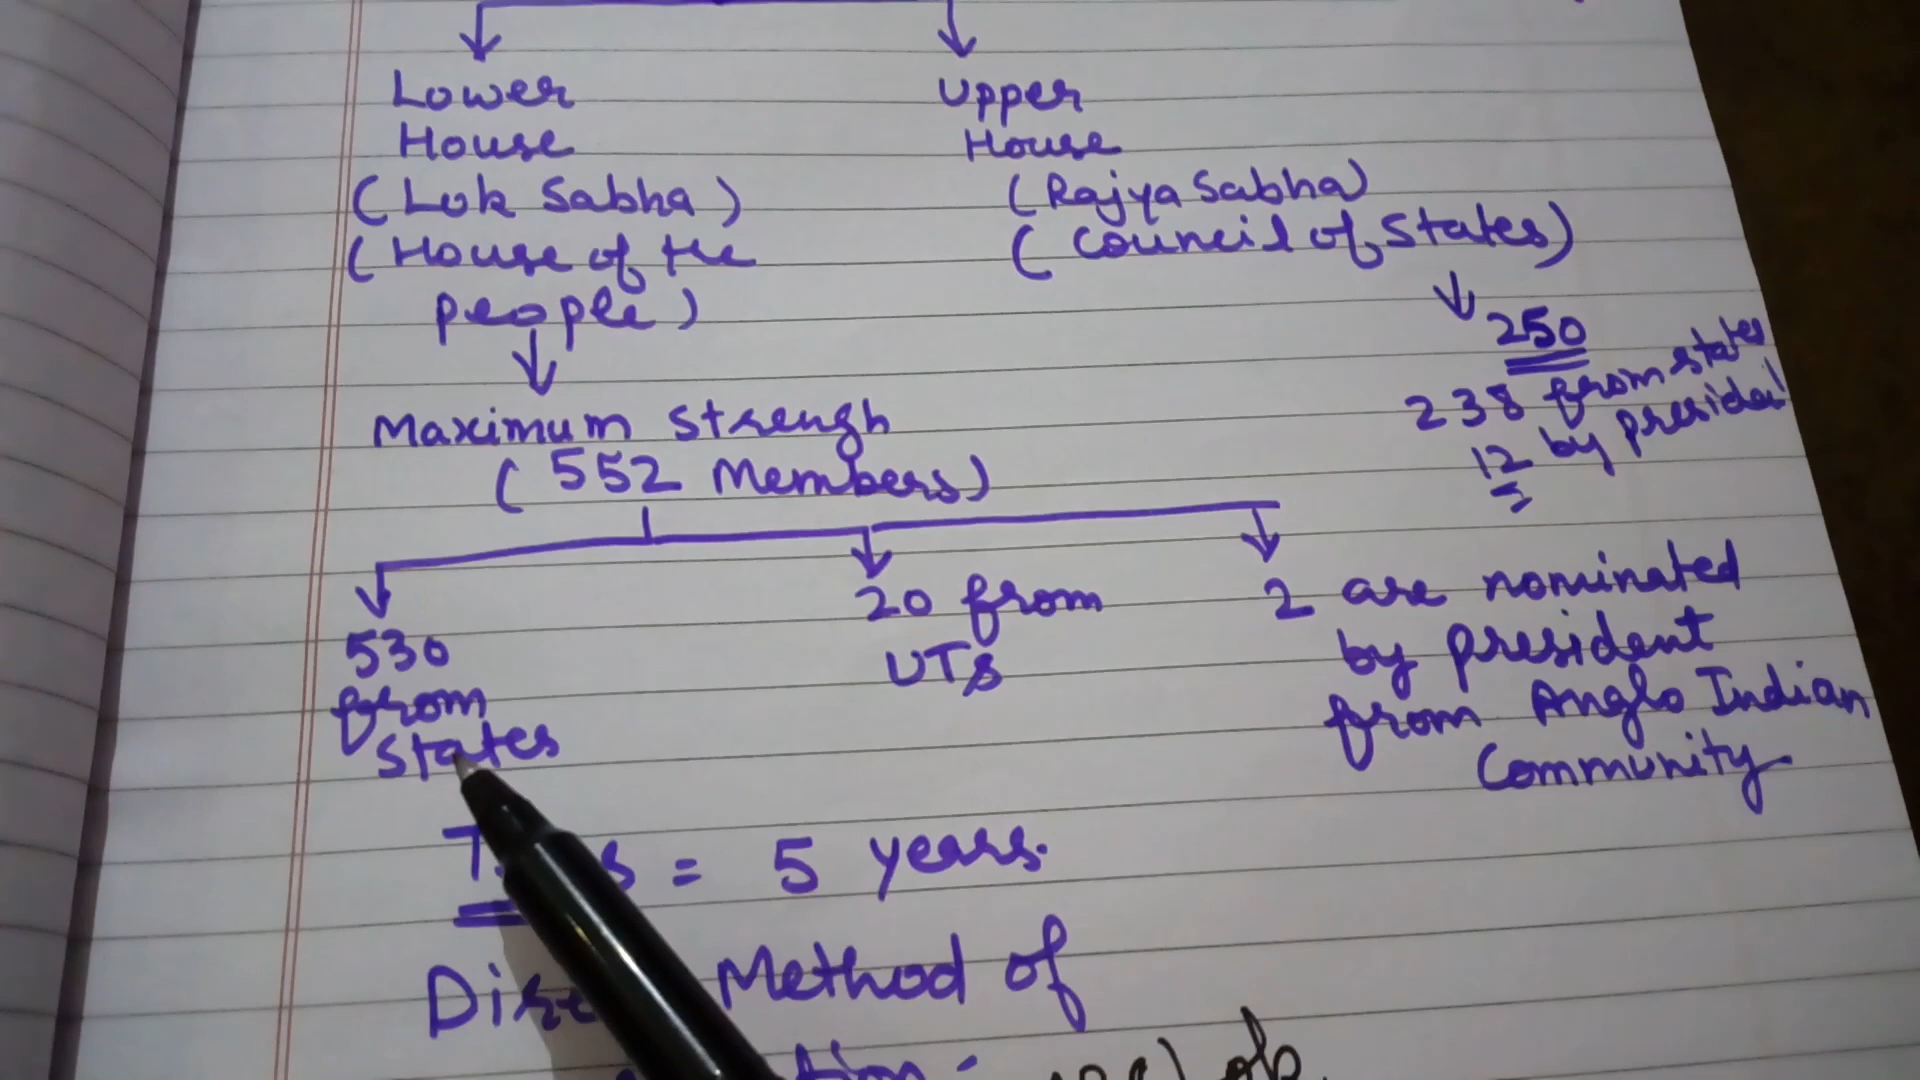 Lower
House
(Lok Sabha)
(House of the
people)
Upper
House
(Rajya Sabha)
(Council of States)
250
238 from states
12 by president
Maximum Strengh
(552 Members)
530
from
states
20 from
UTs
2 are nominated
by president
from Anglo Indian
Community
= 5 years.
Method of